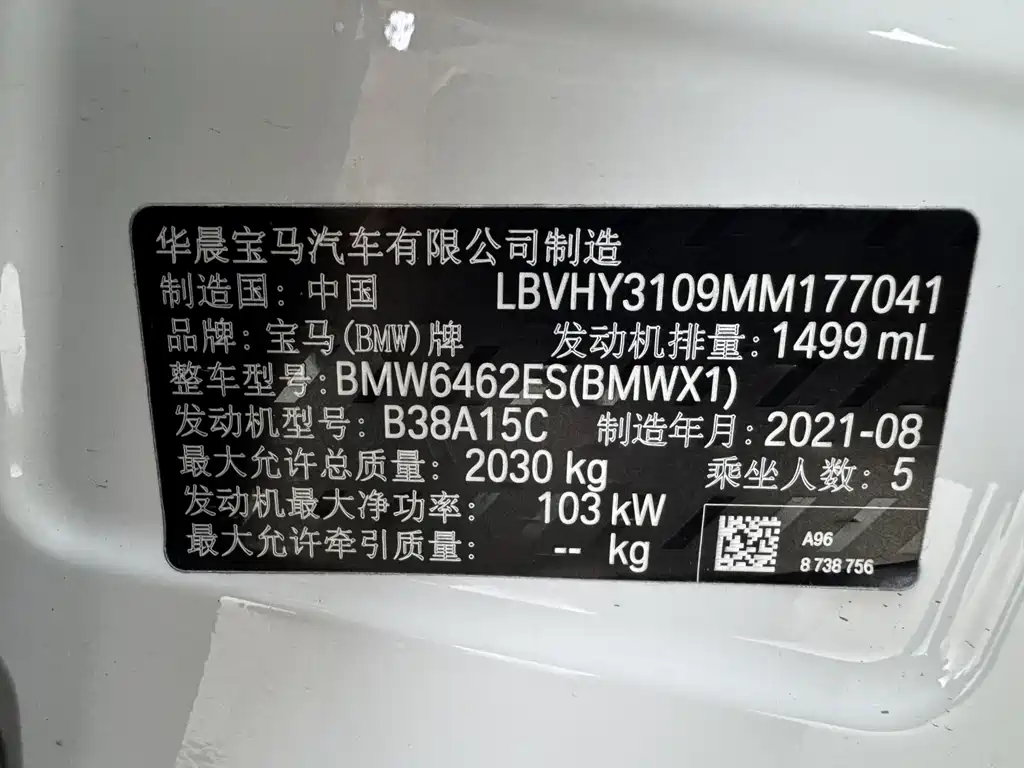 华晨宝马汽车有限公司制造
制造国: 中国 LBVHY3109MM177041
品牌: 宝马(BMW)牌 发动机排量: 1499 mL
整车型号: BMW6462ES(BMWX1)
发动机型号: B38A15C 制造年月: 2021-08
最大允许总质量: 2030 kg 乘坐人数: 5
发动机最大净功率: 103 kW
最大允许牵引质量: -- kg
A96
8 738 756